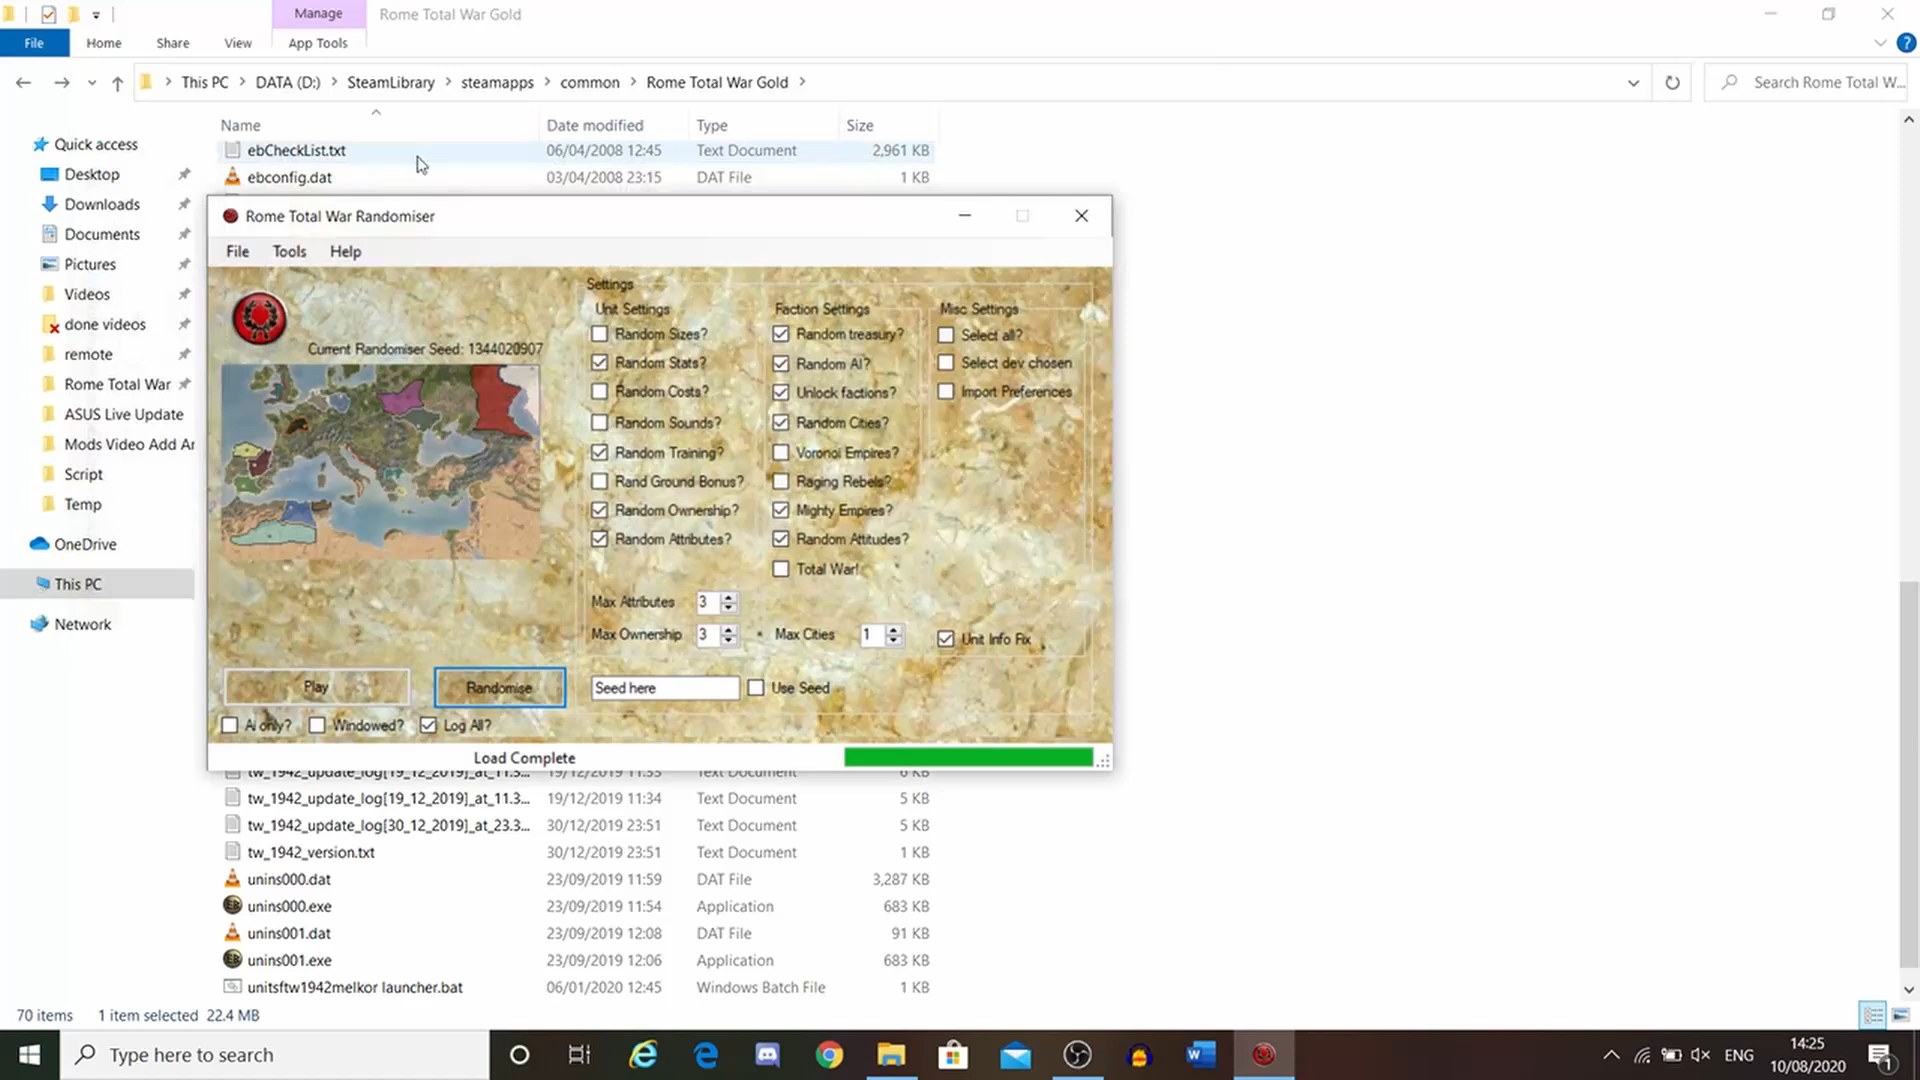 Manage
Rome Total War Gold
File
Home
Share
View
App Tools
This PC
DATA (D:)
SteamLibrary
steamapps
common
Rome Total War Gold
Search Rome Total W...
Name
Date modified
Type
Size
ebCheckList.txt
06/04/2008 12:45
Text Document
2,961 KB
ebconfig.dat
03/04/2008 23:15
DAT File
1 KB
Quick access
Desktop
Downloads
Documents
Pictures
Videos
done videos
remote
Rome Total War
ASUS Live Update
Mods Video Add Ar
Script
Temp
OneDrive
This PC
Network
Rome Total War Randomiser
File
Tools
Help
Current Randomiser Seed: 1344020907
Settings
Unit Settings
Random Sizes?
Random Stats?
Random Costs?
Random Sounds?
Random Training?
Rand Ground Bonus?
Random Ownership?
Random Attributes?
Faction Settings
Random treasury?
Random AI?
Unlock factions?
Random Cities?
Voronoi Empires?
Raging Rebels?
Mighty Empires?
Random Attitudes?
Total War!
Misc Settings
Select all?
Select dev chosen
Import Preferences
Max Attributes 3
Max Ownership 3
Max Cities 1
Unit Info Fix
Play
Randomise
Seed here
Use Seed
Ai only?
Windowed?
Log All?
Load Complete
tw_1942_update_log[19_12_2019]_at_11.3...
19/12/2019 11:33
Text Document
6 KB
tw_1942_update_log[19_12_2019]_at_11.3...
19/12/2019 11:34
Text Document
5 KB
tw_1942_update_log[30_12_2019]_at_23.3...
30/12/2019 23:51
Text Document
5 KB
tw_1942_version.txt
30/12/2019 23:51
Text Document
1 KB
unins000.dat
23/09/2019 11:59
DAT File
3,287 KB
unins000.exe
23/09/2019 11:54
Application
683 KB
unins001.dat
23/09/2019 12:08
DAT File
91 KB
unins001.exe
23/09/2019 12:06
Application
683 KB
unitsftw1942melkor launcher.bat
06/01/2020 12:45
Windows Batch File
1 KB
70 items
1 item selected 22.4 MB
Type here to search
ENG
14:25
10/08/2020
1